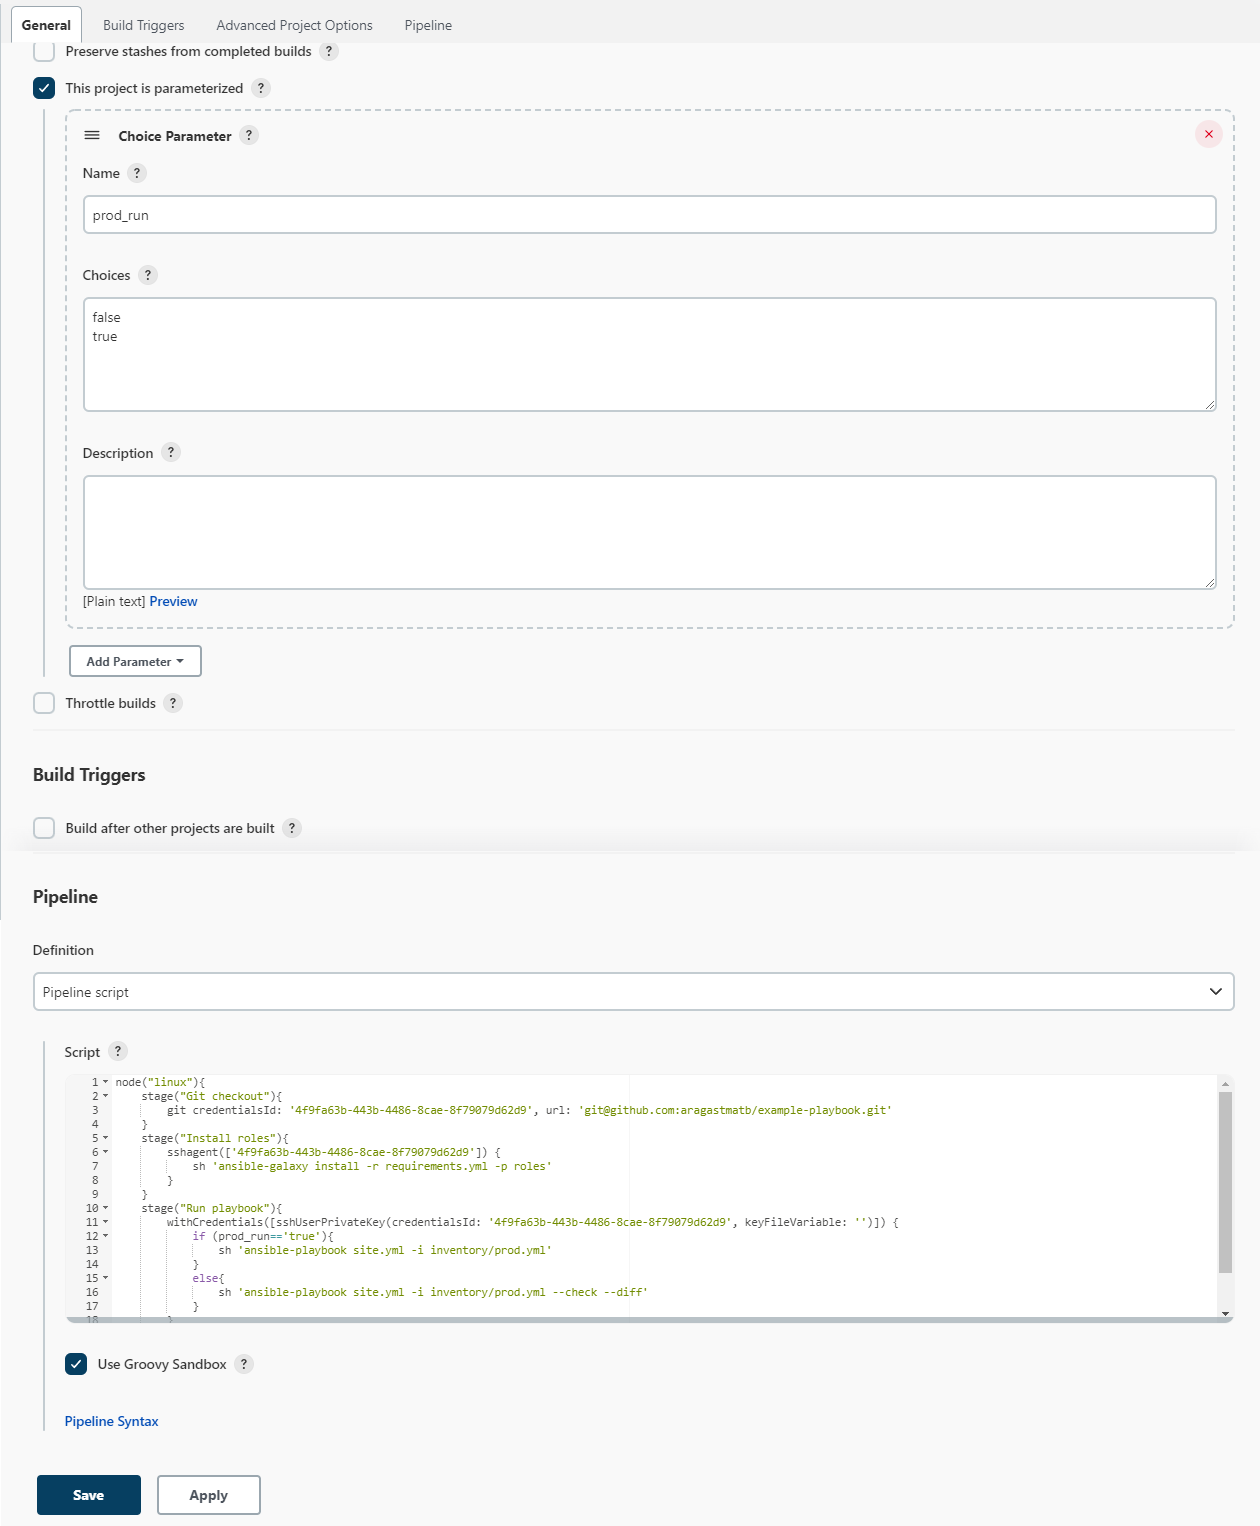 General Build Triggers Advanced Project Options Pipeline
Preserve stashes from completed builds ?
This project is parameterized ?
Choice Parameter ?
Name ?
prod_run
Choices ?
false
true
Description ?
[Plain text] Preview
Add Parameter
Throttle builds ?
Build Triggers
Build after other projects are built ?
Pipeline
Definition
Pipeline script
Script ?
1 node("linux"){
2 stage("Git checkout"){
3 git credentialsId: '4f9fa63b-443b-4486-8cae-8f79079d62d9', url: 'git@github.com:aragastmatb/example-playbook.git'
4 }
5 stage("Install roles"){
6 sshagent(['4f9fa63b-443b-4486-8cae-8f79079d62d9']) {
7 sh 'ansible-galaxy install -r requirements.yml -p roles'
8 }
9 }
10 stage("Run playbook"){
11 withCredentials([sshUserPrivateKey(credentialsId: '4f9fa63b-443b-4486-8cae-8f79079d62d9', keyFileVariable: '')]) {
12 if (prod_run=='true'){
13 sh 'ansible-playbook site.yml -i inventory/prod.yml'
14 }
15 else{
16 sh 'ansible-playbook site.yml -i inventory/prod.yml --check --diff'
17 }
18 }
Use Groovy Sandbox ?
Pipeline Syntax
Save Apply